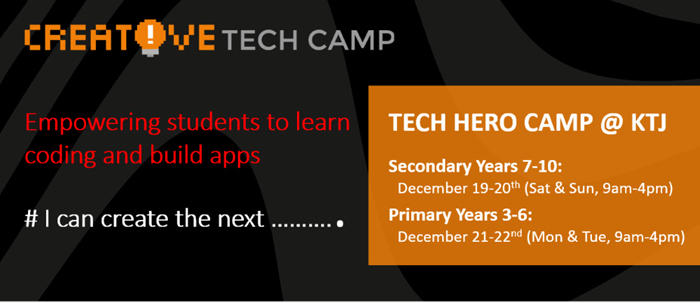 CREAT!VE TECH CAMP
Empowering students to learn
coding and build apps
# I can create the next ..........
TECH HERO CAMP @ KTJ
Secondary Years 7-10:
December 19-20th (Sat & Sun, 9am-4pm)
Primary Years 3-6:
December 21-22nd (Mon & Tue, 9am-4pm)